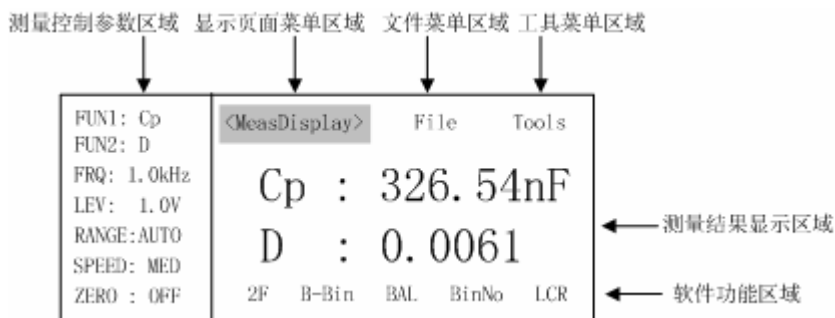 测量控制参数区域 显示页面菜单区域 文件菜单区域 工具菜单区域
FUN1: Cp
FUN2: D
FRQ: 1.0kHz
LEV: 1.0V
RANGE:AUTO
SPEED: MED
ZERO : OFF
<MeasDisplay> File Tools
Cp : 326.54nF
D : 0.0061
2F B-Bin BAL BinNo LCR
测量结果显示区域
软件功能区域